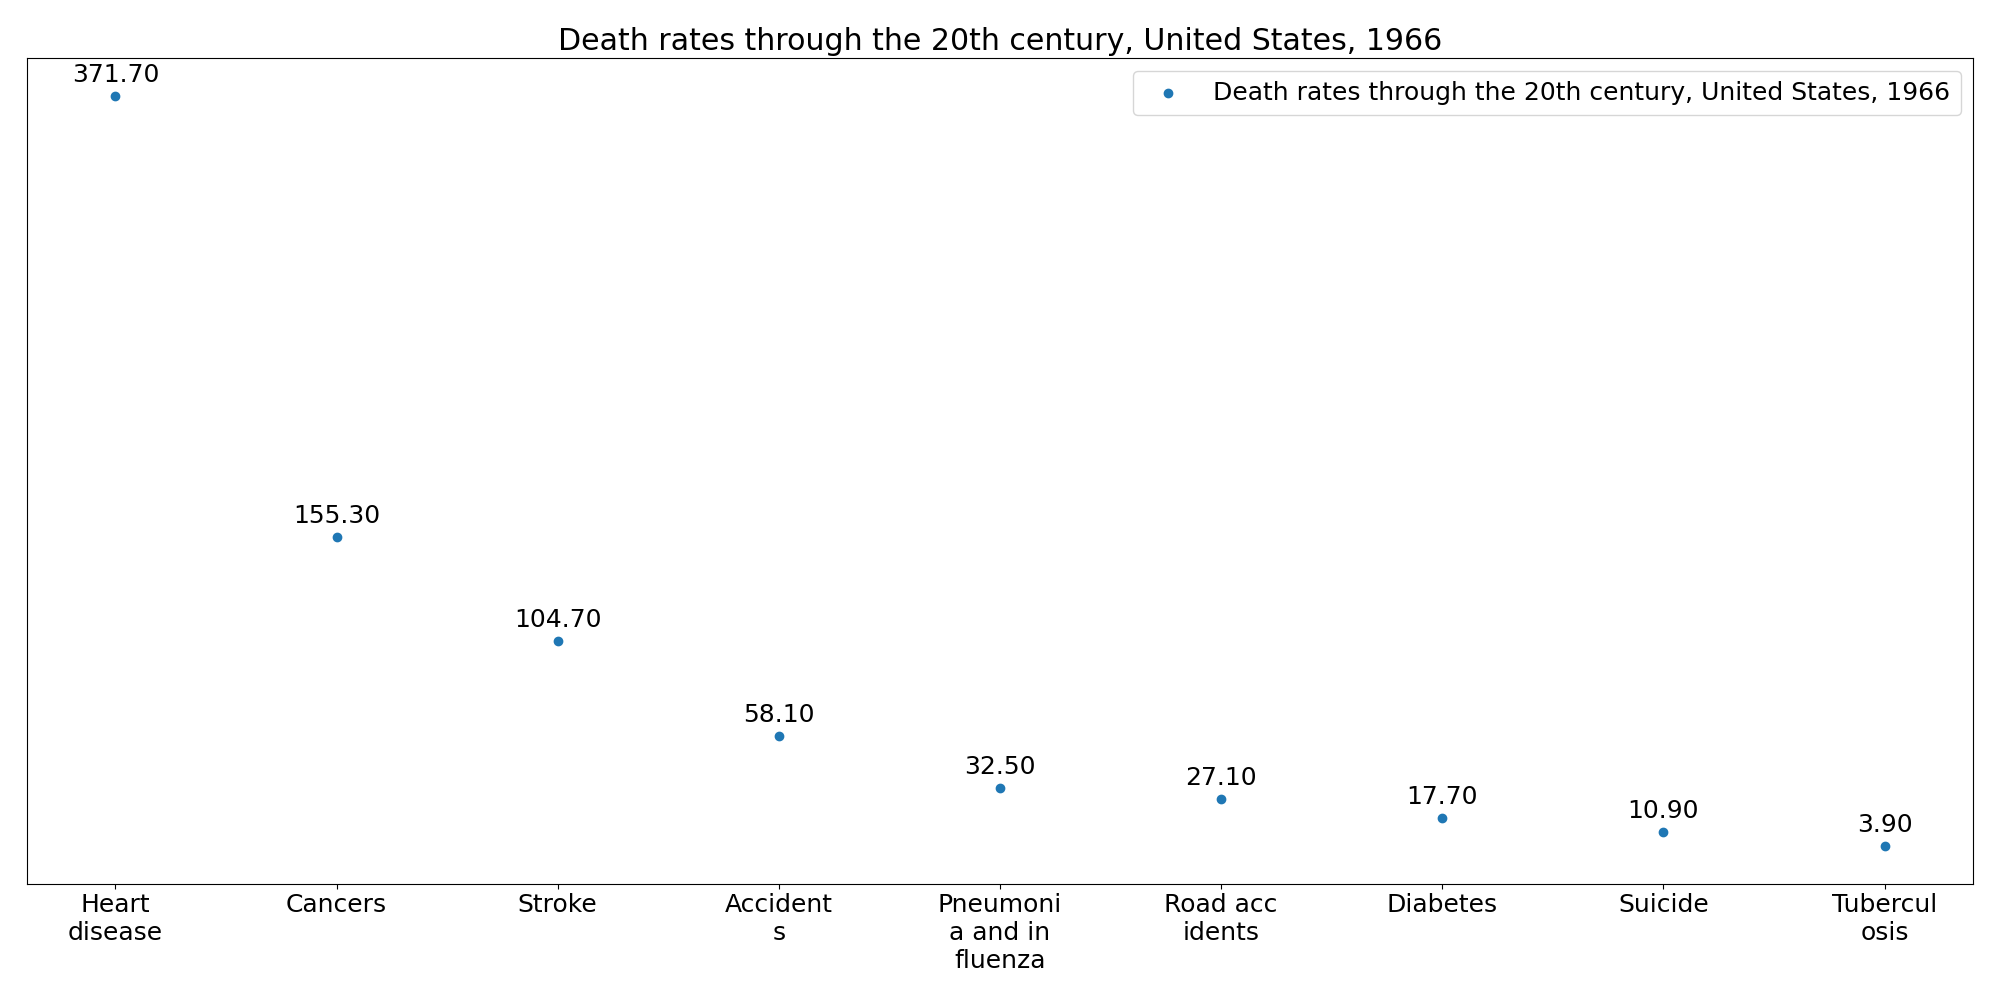 Death rates through the 20th century, United States, 1966
371.70
Death rates through the 20th century, United States, 1966
155.30
104.70
58.10
32.50
27.10
17.70
10.90
3.90
Heart
disease
Cancers
Stroke
Accident
s
Pneumoni
a and in
fluenza
Road acc
idents
Diabetes
Suicide
Tubercul
osis